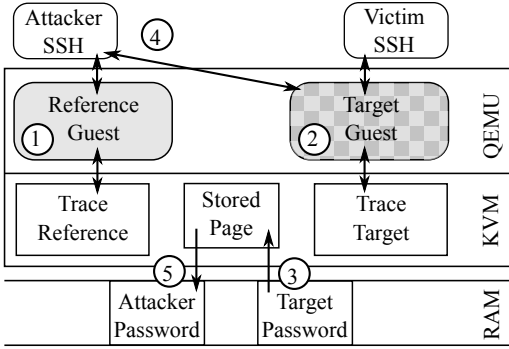 Attacker
SSH
4
Victim
SSH
Reference
Guest
1
Target
Guest
2
QEMU
Trace
Reference
Stored
Page
Trace
Target
KVM
5
3
Attacker
Password
Target
Password
RAM